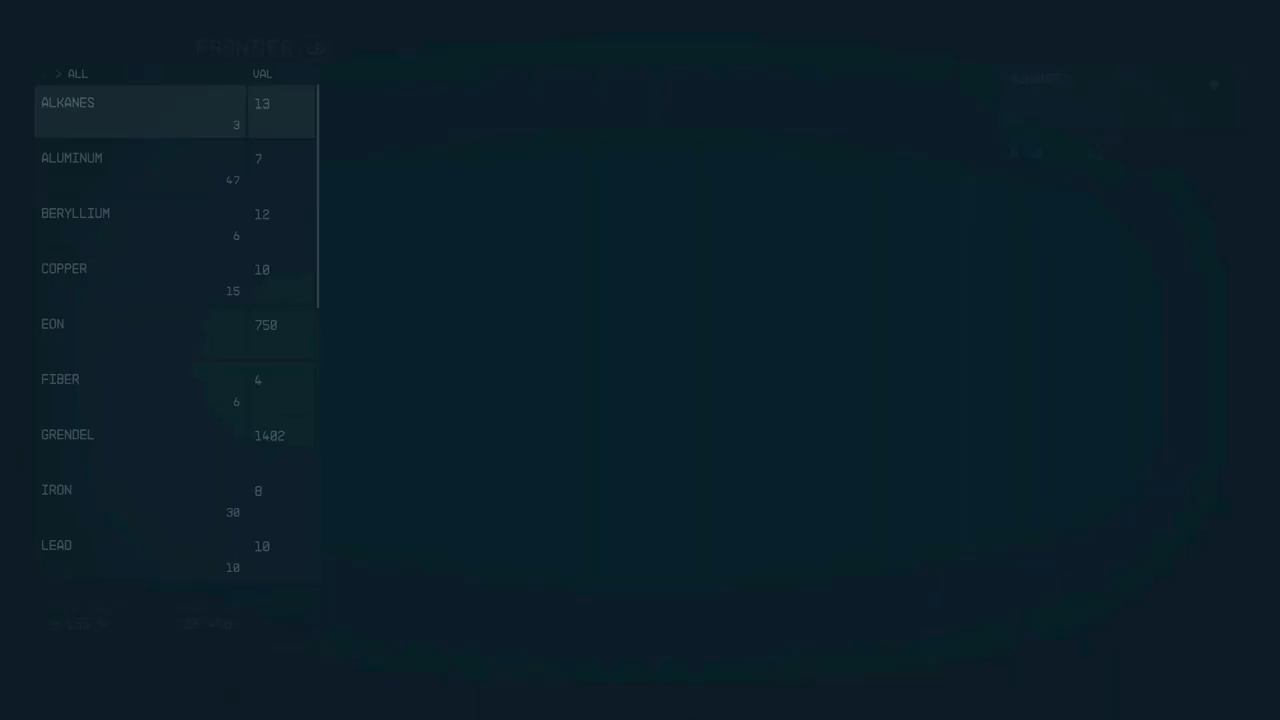 FRONTIER
> ALL VAL
ALKANES 13
3
ALUMINUM 7
47
BERYLLIUM 12
6
COPPER 10
15
EON 750
FIBER 4
6
GRENDEL 1402
IRON 8
30
LEAD 10
10